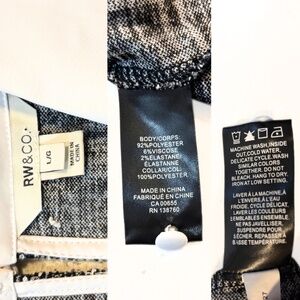 RW&CO.
L/G
MADE IN
CHINA
BODY/CORPS:
92%POLYESTER
6%VISCOSE
2%ELASTANE/
ÉLASTANNE
COLLAR/COL:
100%POLYESTER
MADE IN CHINA
FABRIQUÉ EN CHINE
CA 00655
RN 138760
MACHINE WASH, INSIDE
OUT, COLD WATER,
DELICATE CYCLE. WASH
SIMILAR COLORS
TOGETHER. DO NOT
BLEACH. HANG TO DRY.
IRON AT LOW SETTING.
LAVER À LA MACHINE, À
L'ENVERS, À L'EAU
FROIDE, CYCLE DÉLICAT
LAVER LES COULEURS
SEMBLABLES ENSEMBLE.
NE PAS JAVELLISER.
SUSPENDRE POUR
SÉCHER. REPASSER À
BASSE TEMPÉRATURE.